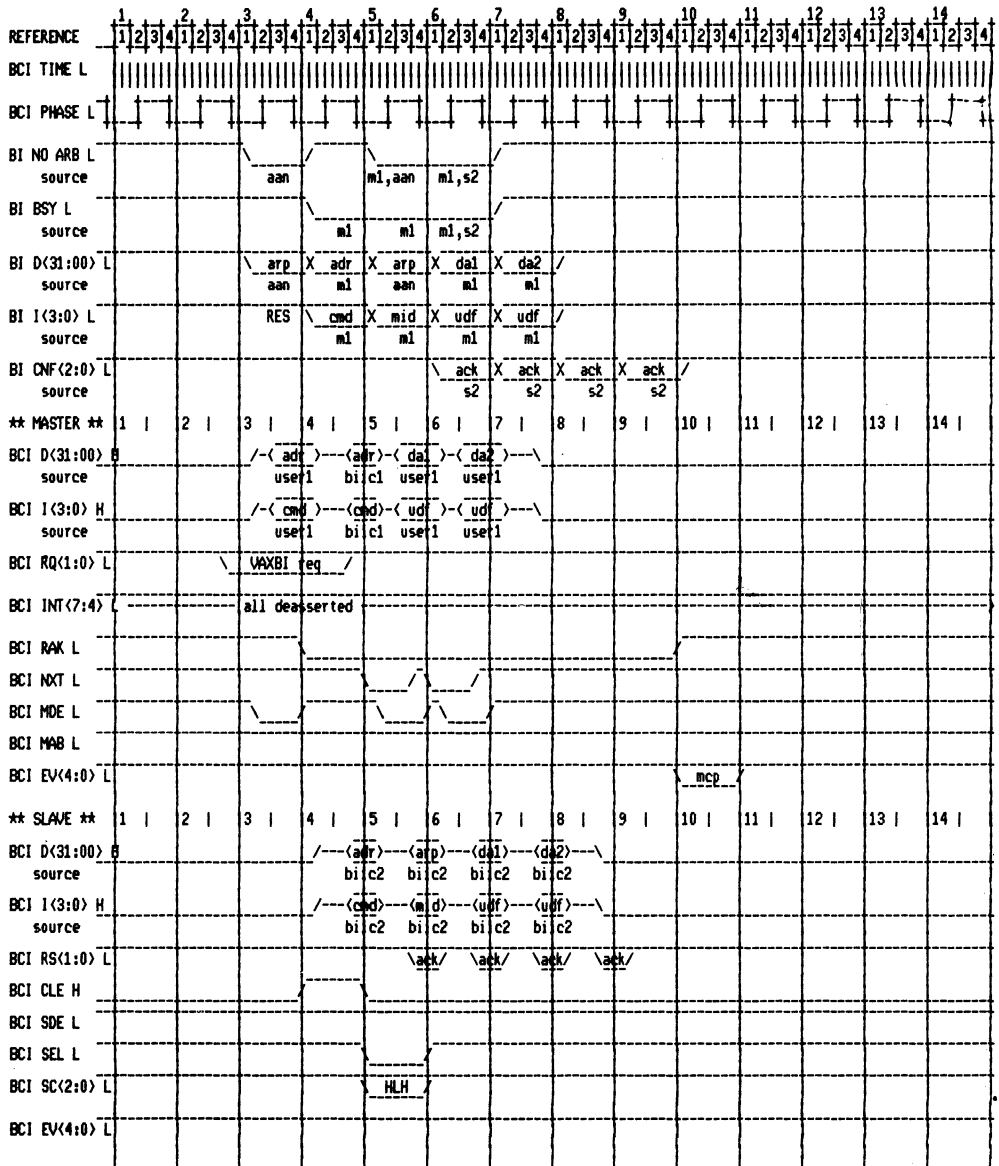 1 2 3 4 5 6 7 8 9 10 11 12 13 14
REFERENCE 1 2 3 4 1 2 3 4 1 2 3 4 1 2 3 4 1 2 3 4 1 2 3 4 1 2 3 4 1 2 3 4 1 2 3 4 1 2 3 4 1 2 3 4 1 2 3 4 1 2 3 4 1 2 3 4
BCI TIME L
BCI PHASE L
BI NO ARB L
source aan m1,aan m1,s2
BI BSY L
source m1 m1 m1,s2
BI D<31:00> L arp X adr X arp X da1 X da2
source aan m1 aan m1 m1
BI I<3:0> L RES cmd X mid X udf X udf
source m1 m1 m1 m1
BI CNF<2:0> L ack X ack X ack X ack
source s2 s2 s2 s2
** MASTER ** 1 | 2 | 3 | 4 | 5 | 6 | 7 | 8 | 9 | 10 | 11 | 12 | 13 | 14 |
BCI D<31:00> H /-< adr >---<adr>-< da1 >-< da2 >---\
source user1 biic1 user1 user1
BCI I<3:0> H /-< cmd >---<cmd>-< udf >-< udf >---\
source user1 biic1 user1 user1
BCI RQ<1:0> L VAXBI req
BCI INT<7:4> L all deasserted
BCI RAK L
BCI NXT L
BCI MDE L
BCI MAB L
BCI EV<4:0> L mcp
** SLAVE ** 1 | 2 | 3 | 4 | 5 | 6 | 7 | 8 | 9 | 10 | 11 | 12 | 13 | 14 |
BCI D<31:00> H /---<adr>---<arp>---<da1>---<da2>---\
source biic2 biic2 biic2 biic2
BCI I<3:0> H /---<cmd>---<mid>---<udf>---<udf>---\
source biic2 biic2 biic2 biic2
BCI RS<1:0> L \ack/ \ack/ \ack/ \ack/
BCI CLE H
BCI SDE L
BCI SEL L
BCI SC<2:0> L HLH
BCI EV<4:0> L